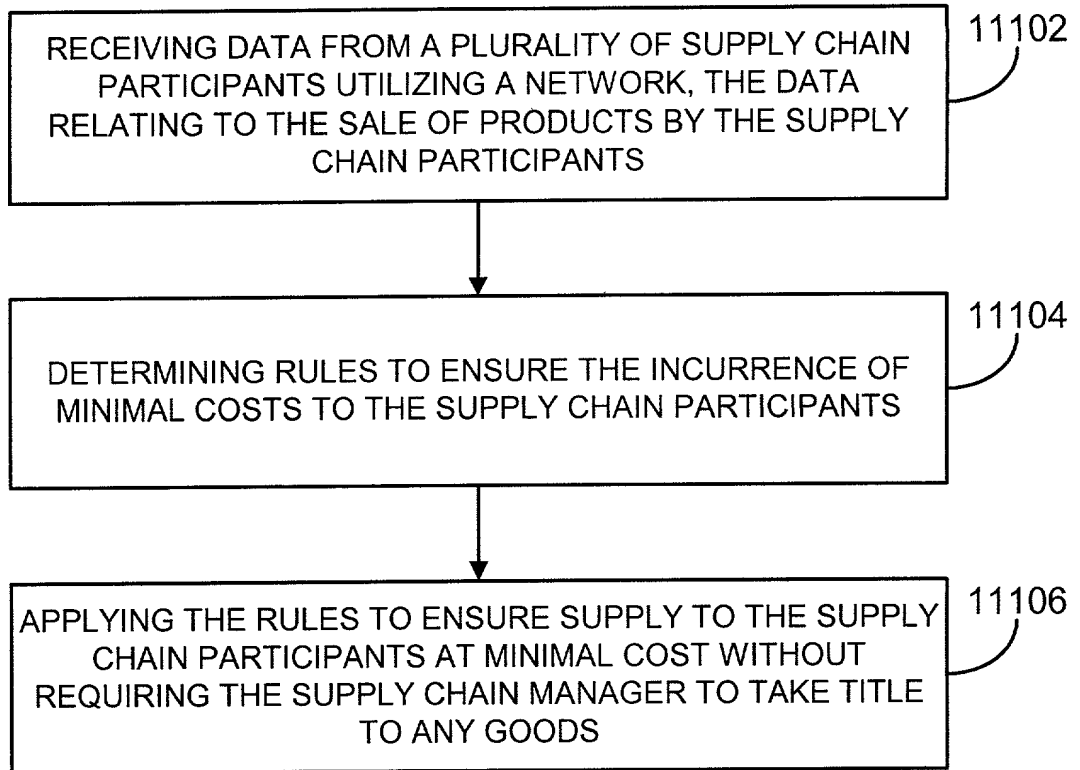 RECEIVING DATA FROM A PLURALITY OF SUPPLY CHAIN
PARTICIPANTS UTILIZING A NETWORK, THE DATA
RELATING TO THE SALE OF PRODUCTS BY THE SUPPLY
CHAIN PARTICIPANTS
11102
DETERMINING RULES TO ENSURE THE INCURRENCE OF
MINIMAL COSTS TO THE SUPPLY CHAIN PARTICIPANTS
11104
APPLYING THE RULES TO ENSURE SUPPLY TO THE SUPPLY
CHAIN PARTICIPANTS AT MINIMAL COST WITHOUT
REQUIRING THE SUPPLY CHAIN MANAGER TO TAKE TITLE
TO ANY GOODS
11106